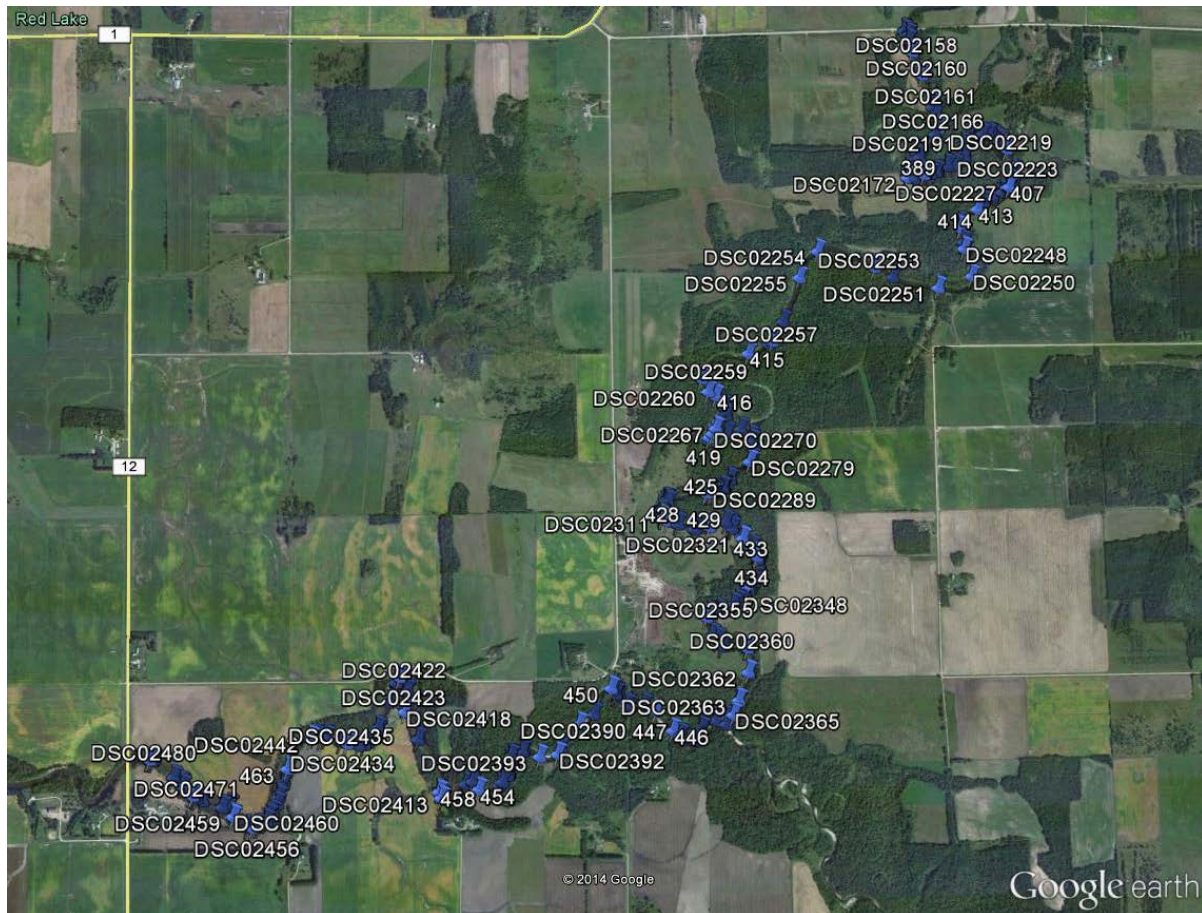 Red Lake
1
DSC02158
DSC02160
DSC02161
DSC02166
DSC02191
DSC02219
389
DSC02223
DSC02172
DSC02227
407
414
413
DSC02254
DSC02253
DSC02248
DSC02255
DSC02251
DSC02250
DSC02257
415
DSC02259
DSC02260
416
DSC02267
DSC02270
419
DSC02279
12
425
DSC02289
428
429
DSC02311
DSC02321
433
434
DSC02355
DSC02348
DSC02360
DSC02422
DSC02362
DSC02423
450
DSC02363
DSC02418
DSC02365
DSC02390
447
446
DSC02442
DSC02435
DSC02480
DSC02434
DSC02392
463
DSC02393
DSC02471
DSC02413
458
454
DSC02459
DSC02460
DSC02456
© 2014 Google
Google earth